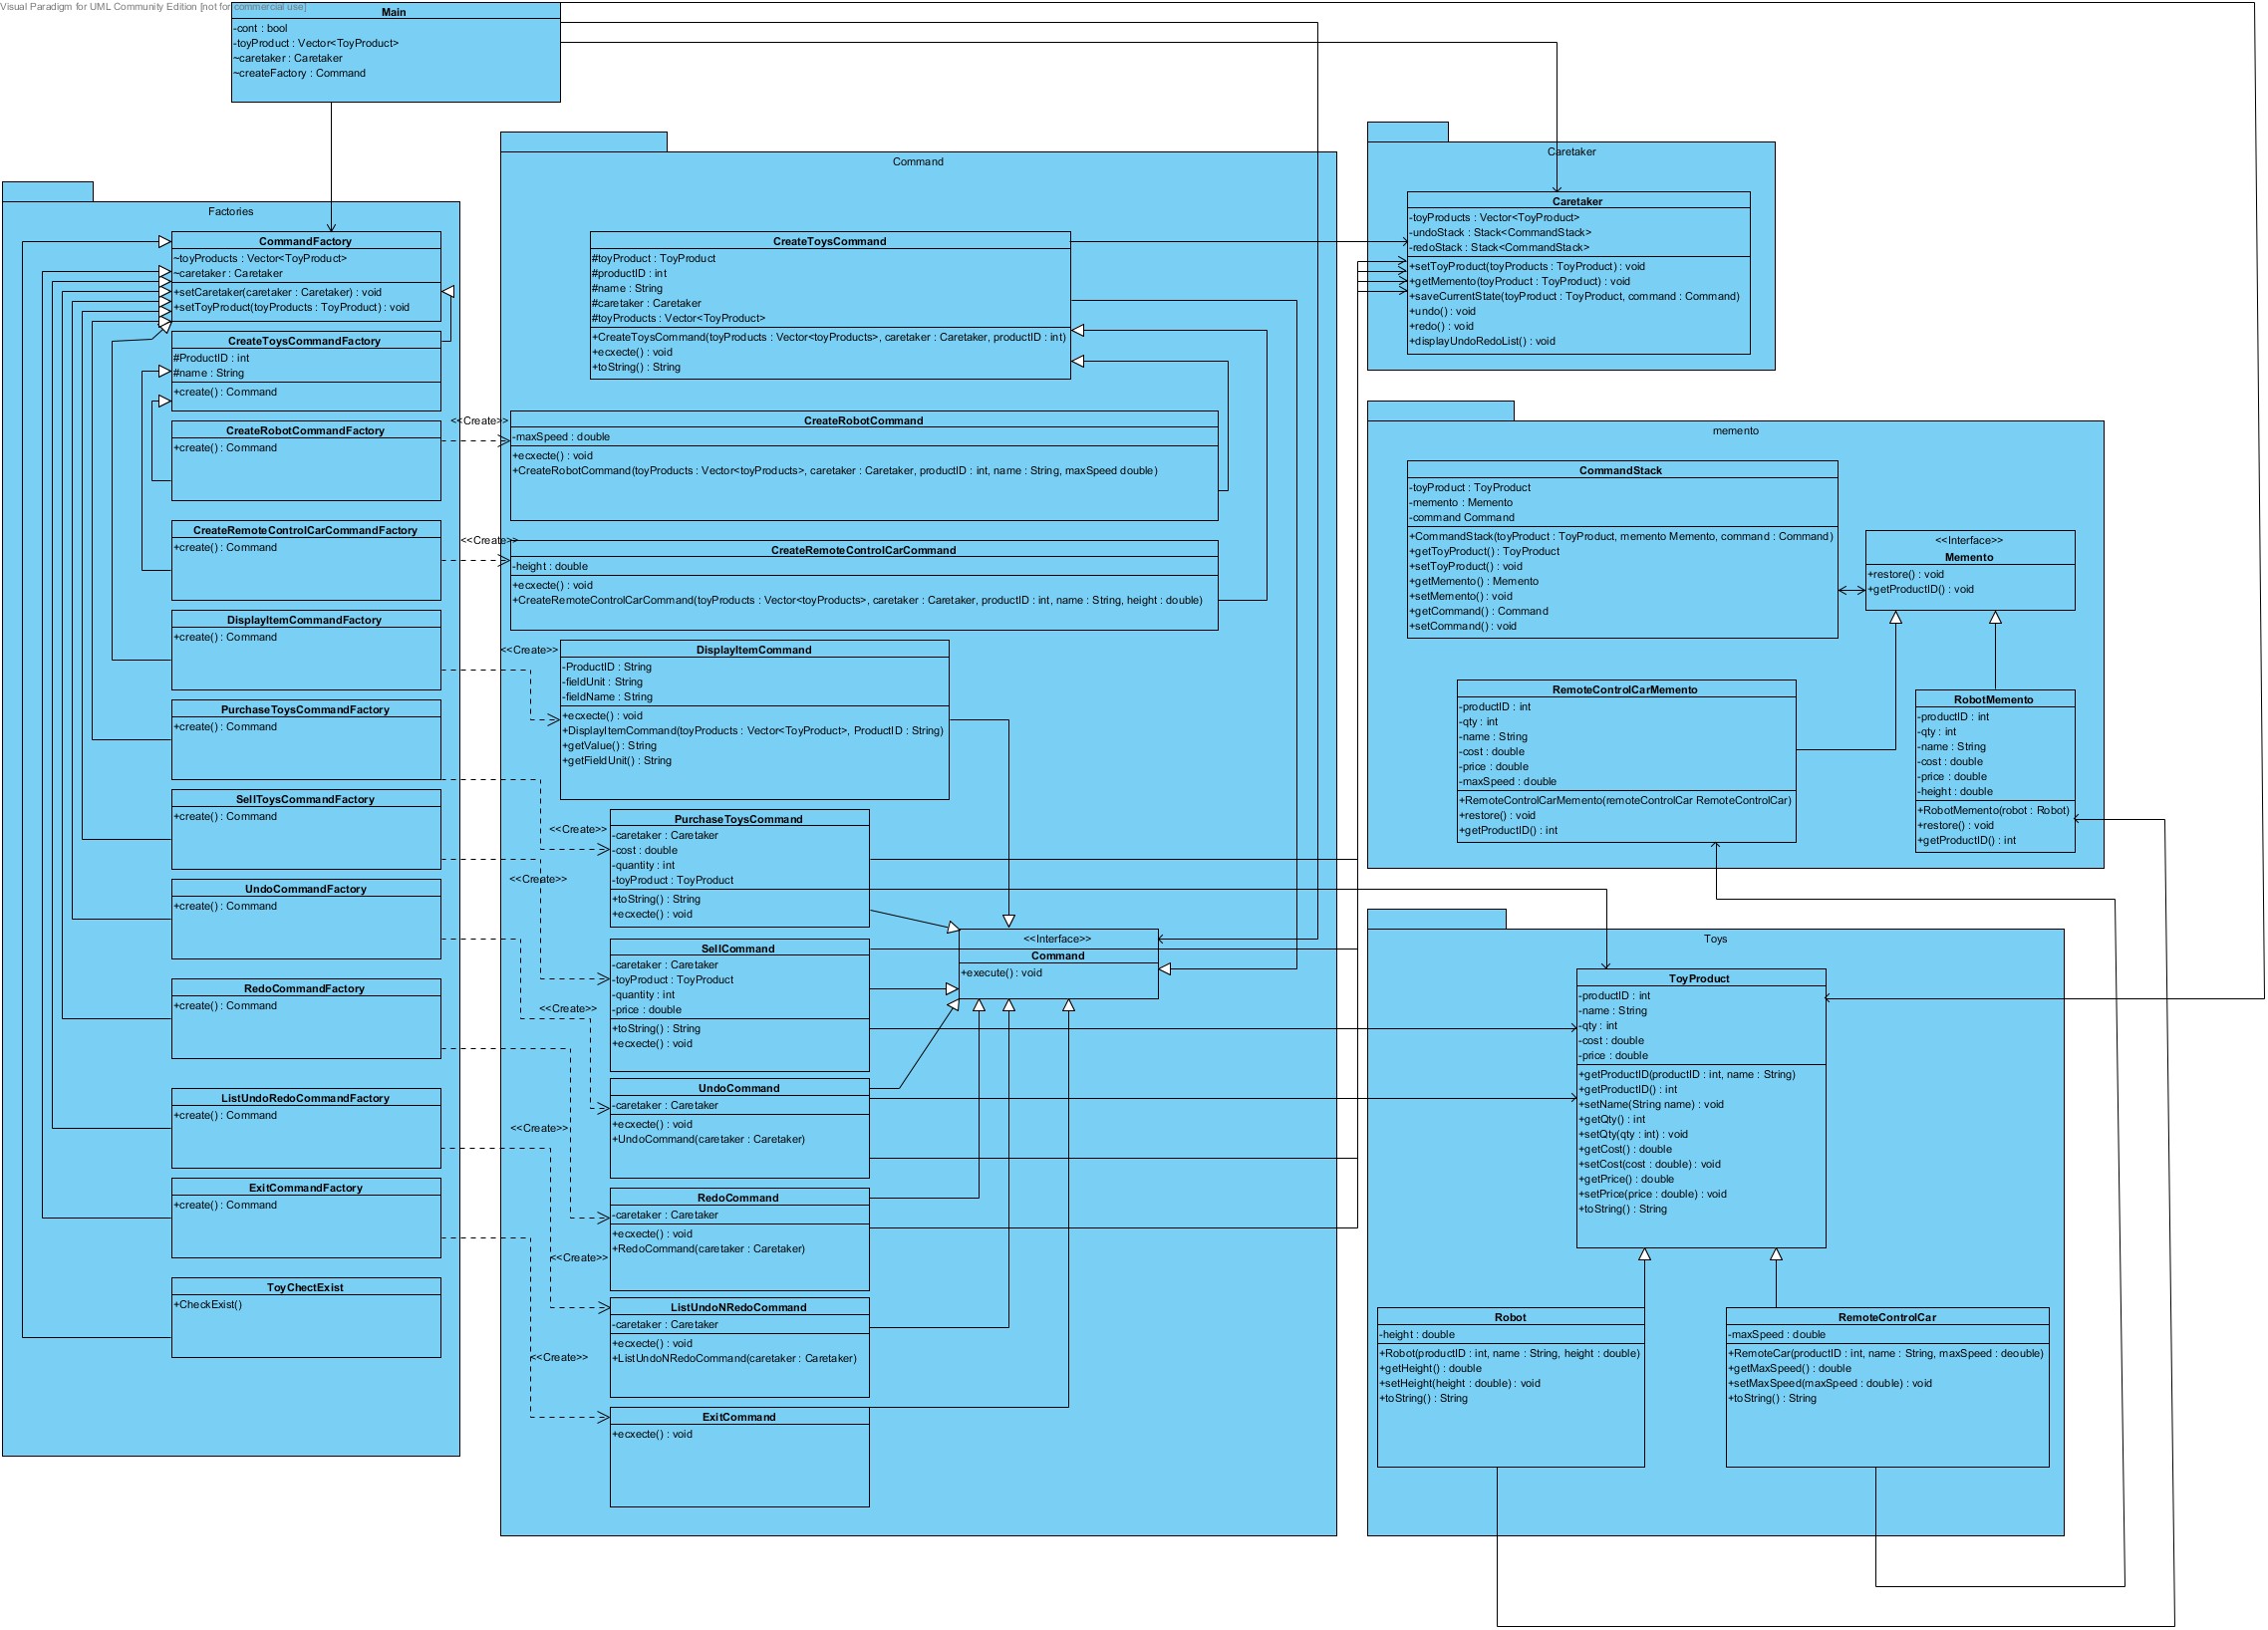 Visual Paradigm for UML Community Edition [not for commercial use]
Main
-cont : bool
-toyProduct : Vector<ToyProduct>
~caretaker : Caretaker
~createFactory : Command
Factories
CommandFactory
~toyProducts : Vector<ToyProduct>
~caretaker : Caretaker
+setCaretaker(caretaker : Caretaker) : void
+setToyProduct(toyProducts : ToyProduct) : void
CreateToysCommandFactory
#ProductID : int
#name : String
+create() : Command
CreateRobotCommandFactory
+create() : Command
CreateRemoteControlCarCommandFactory
+create() : Command
DisplayItemCommandFactory
+create() : Command
PurchaseToysCommandFactory
+create() : Command
SellToysCommandFactory
+create() : Command
UndoCommandFactory
+create() : Command
RedoCommandFactory
+create() : Command
ListUndoRedoCommandFactory
+create() : Command
ExitCommandFactory
+create() : Command
ToyChectExist
+CheckExist()
<<Create>>
<<Create>>
<<Create>>
<<Create>>
<<Create>>
<<Create>>
<<Create>>
<<Create>>
<<Create>>
Command
CreateToysCommand
#toyProduct : ToyProduct
#productID : int
#name : String
#caretaker : Caretaker
#toyProducts : Vector<ToyProduct>
+CreateToysCommand(toyProducts : Vector<toyProducts>, caretaker : Caretaker, productID : int)
+ecxecte() : void
+toString() : String
CreateRobotCommand
-maxSpeed : double
+ecxecte() : void
+CreateRobotCommand(toyProducts : Vector<toyProducts>, caretaker : Caretaker, productID : int, name : String, maxSpeed double)
CreateRemoteControlCarCommand
-height : double
+ecxecte() : void
+CreateRemoteControlCarCommand(toyProducts : Vector<toyProducts>, caretaker : Caretaker, productID : int, name : String, height : double)
DisplayItemCommand
-ProductID : String
-fieldUnit : String
-fieldName : String
+ecxecte() : void
+DisplayItemCommand(toyProducts : Vector<ToyProduct>, ProductID : String)
+getValue() : String
+getFieldUnit() : String
PurchaseToysCommand
-caretaker : Caretaker
-cost : double
-quantity : int
-toyProduct : ToyProduct
+toString() : String
+ecxecte() : void
SellCommand
-caretaker : Caretaker
-toyProduct : ToyProduct
-quantity : int
-price : double
+toString() : String
+ecxecte() : void
<<Interface>>
Command
+execute() : void
UndoCommand
-caretaker : Caretaker
+ecxecte() : void
+UndoCommand(caretaker : Caretaker)
RedoCommand
-caretaker : Caretaker
+ecxecte() : void
+RedoCommand(caretaker : Caretaker)
ListUndoNRedoCommand
-caretaker : Caretaker
+ecxecte() : void
+ListUndoNRedoCommand(caretaker : Caretaker)
ExitCommand
+ecxecte() : void
Caretaker
Caretaker
-toyProducts : Vector<ToyProduct>
-undoStack : Stack<CommandStack>
-redoStack : Stack<CommandStack>
+setToyProduct(toyProducts : ToyProduct) : void
+getMemento(toyProduct : ToyProduct) : void
+saveCurrentState(toyProduct : ToyProduct, command : Command)
+undo() : void
+redo() : void
+displayUndoRedoList() : void
memento
CommandStack
-toyProduct : ToyProduct
-memento : Memento
-command Command
+CommandStack(toyProduct : ToyProduct, memento Memento, command : Command)
+getToyProduct() : ToyProduct
+setToyProduct() : void
+getMemento() : Memento
+setMemento() : void
+getCommand() : Command
+setCommand() : void
<<Interface>>
Memento
+restore() : void
+getProductID() : void
RemoteControlCarMemento
-productID : int
-qty : int
-name : String
-cost : double
-price : double
-maxSpeed : double
+RemoteControlCarMemento(remoteControlCar RemoteControlCar)
+restore() : void
+getProductID() : int
RobotMemento
-productID : int
-qty : int
-name : String
-cost : double
-price : double
-height : double
+RobotMemento(robot : Robot)
+restore() : void
+getProductID() : int
Toys
ToyProduct
-productID : int
-name : String
-qty : int
-cost : double
-price : double
+getProductID(productID : int, name : String)
+getProductID() : int
+setName(String name) : void
+getQty() : int
+setQty(qty : int) : void
+getCost() : double
+setCost(cost : double) : void
+getPrice() : double
+setPrice(price : double) : void
+toString() : String
Robot
-height : double
+Robot(productID : int, name : String, height : double)
+getHeight() : double
+setHeight(height : double) : void
+toString() : String
RemoteControlCar
-maxSpeed : double
+RemoteCar(productID : int, name : String, maxSpeed : deouble)
+getMaxSpeed() : double
+setMaxSpeed(maxSpeed : double) : void
+toString() : String